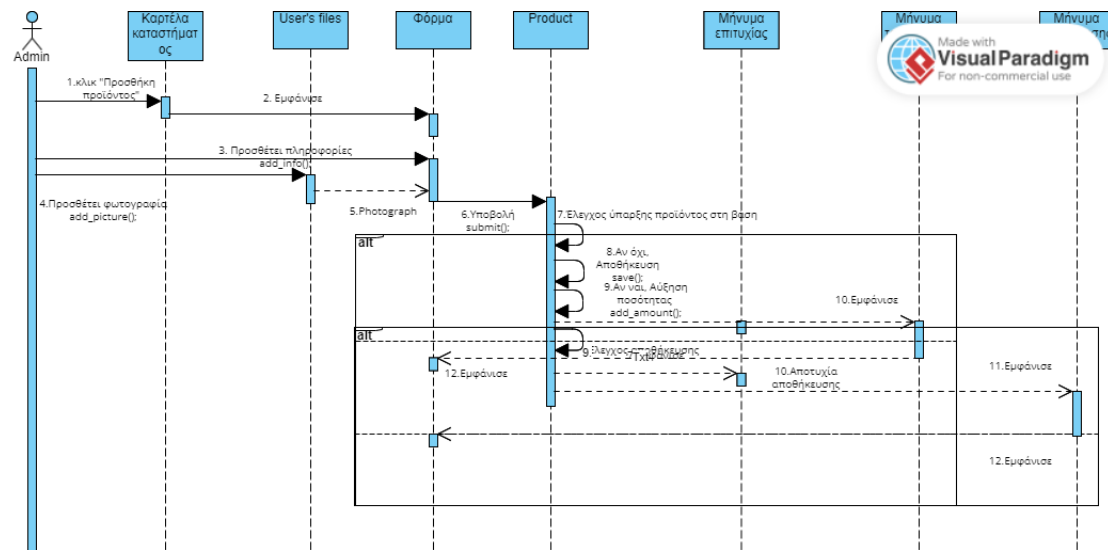 Καρτέλα
καταστήματ
ος
User's files
Φόρμα
Product
Μήνυμα
επιτυχίας
Μήνυμα
Μήνυμα
Made with
Visual Paradigm
For non-commercial use
Admin
1.κλικ "Προσθήκη
προϊόντος"
2. Εμφάνισε
3. Προσθέτει πληροφορίες
add_info()
4.Προσθέτει φωτογραφία
add_picture();
5.Photograph
6.Υποβολή
submit();
7.Έλεγχος ύπαρξης προϊόντος στη βαση
alt
8.Αν όχι,
Αποθήκευση
save();
9.Αν ναι, Αύξηση
ποσότητας
add_amount();
10.Εμφάνισε
alt
12.Εμφάνισε
10.Αποτυχία
αποθήκευσης
11.Εμφάνισε
12.Εμφάνισε